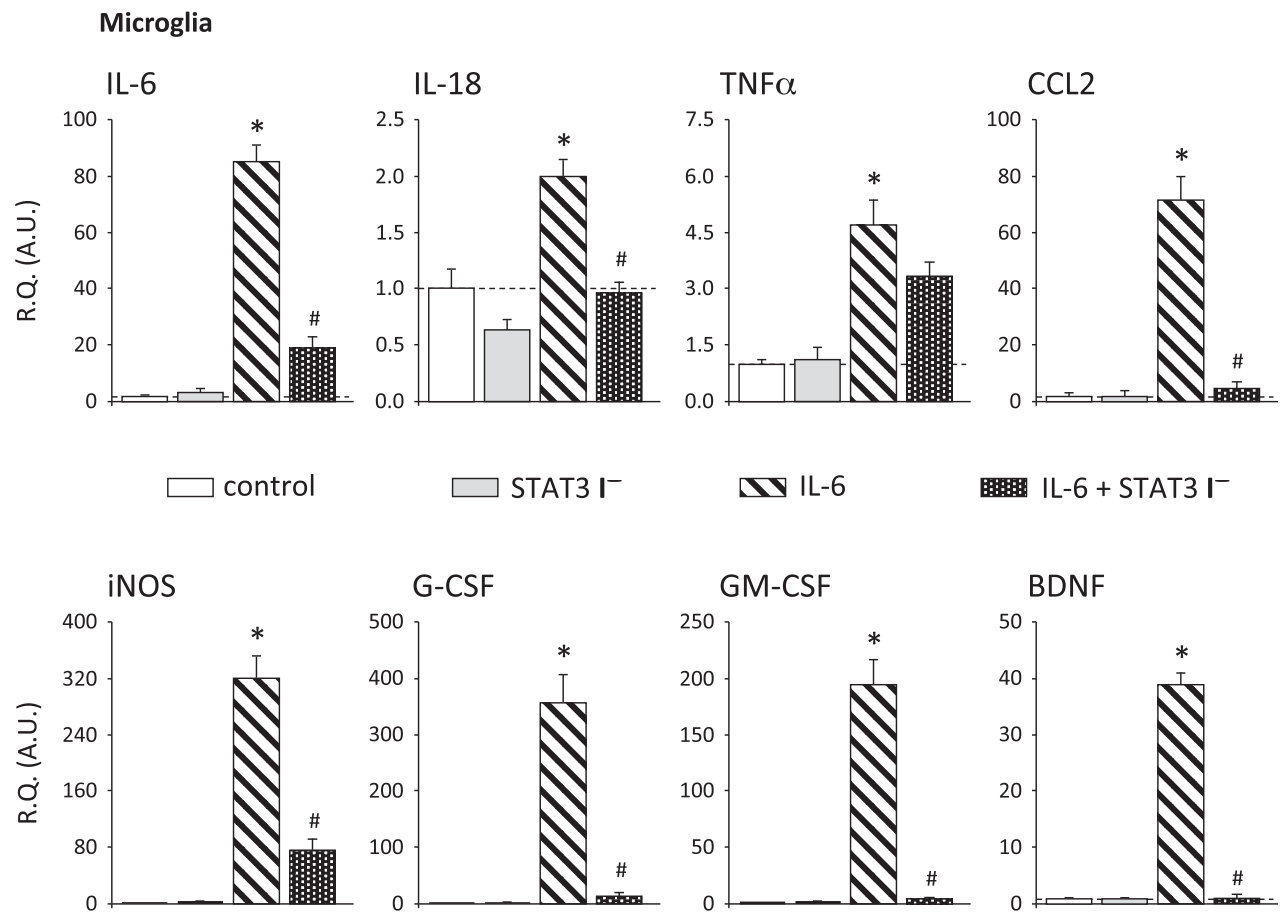 Microglia
IL-6 IL-18 TNFα CCL2
100 2.5 7.5 100
80 2.0 6.0 80
60 1.5 4.5 60
40 1.0 3.0 40
20 0.5 1.5 20
0 0.0 0.0 0
R.Q. (A.U.)
* * * *
# # #
control STAT3 I– IL-6 IL-6 + STAT3 I–
iNOS G-CSF GM-CSF BDNF
400 500 250 50
320 400 200 40
240 300 150 30
160 200 100 20
80 100 50 10
0 0 0 0
R.Q. (A.U.)
* * * *
# # # #